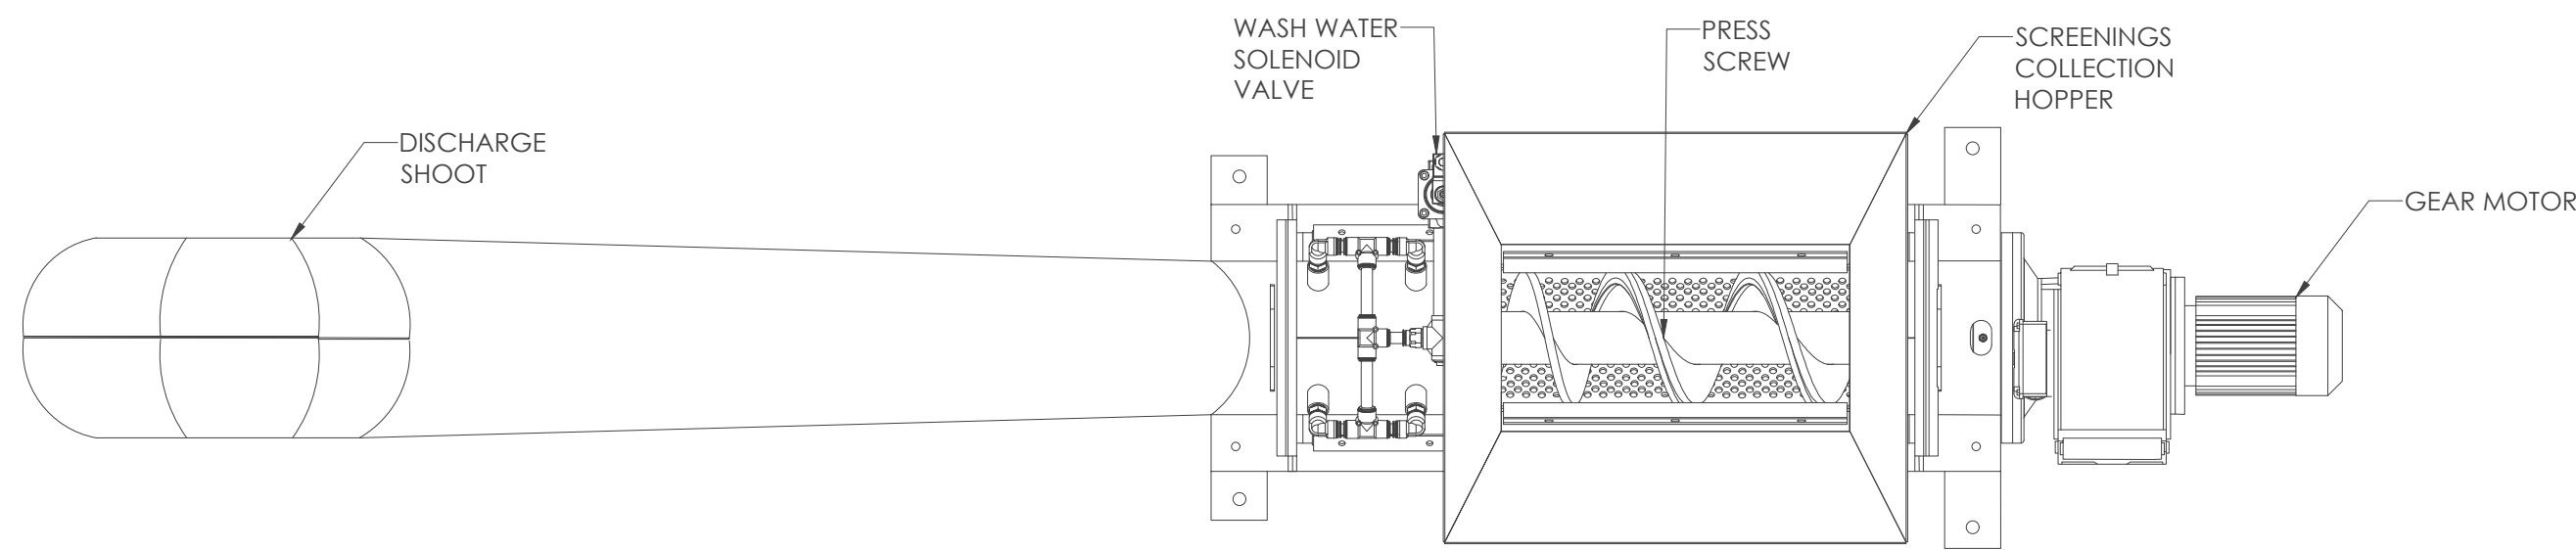 WASH WATER
SOLENOID
VALVE
PRESS
SCREW
SCREENINGS
COLLECTION
HOPPER
DISCHARGE
SHOOT
GEAR MOTOR